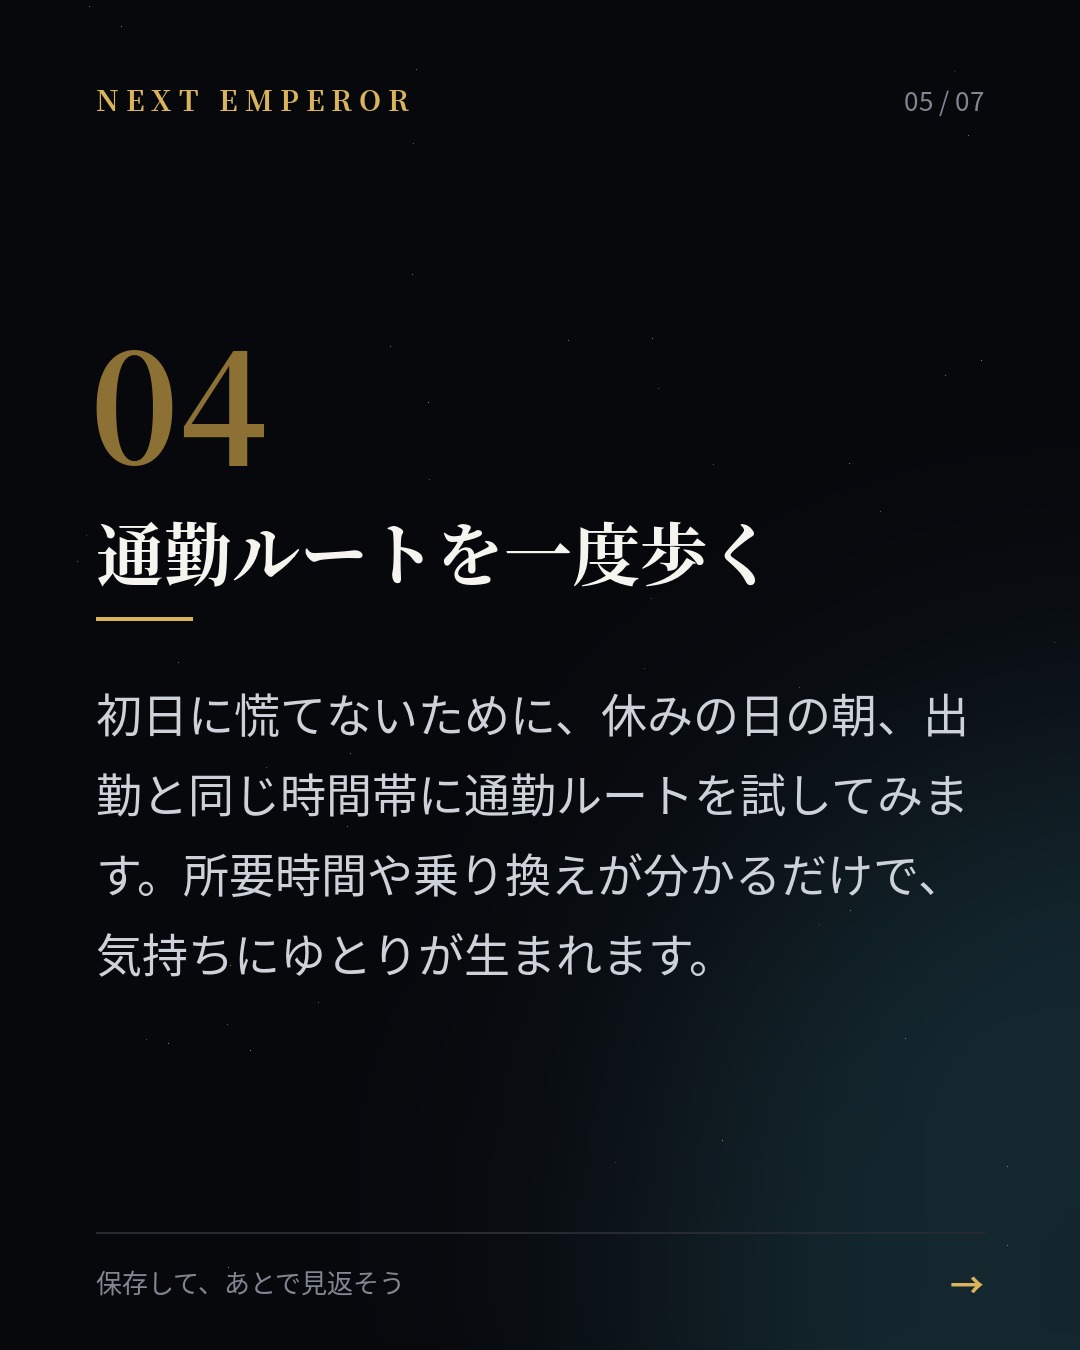 NEXT EMPEROR
05 / 07
04
通勤ルートを一度歩く
初日に慌てないために、休みの日の朝、出
勤と同じ時間帯に通勤ルートを試してみま
す。所要時間や乗り換えが分かるだけで、
気持ちにゆとりが生まれます。
保存して、あとで見返そう
→